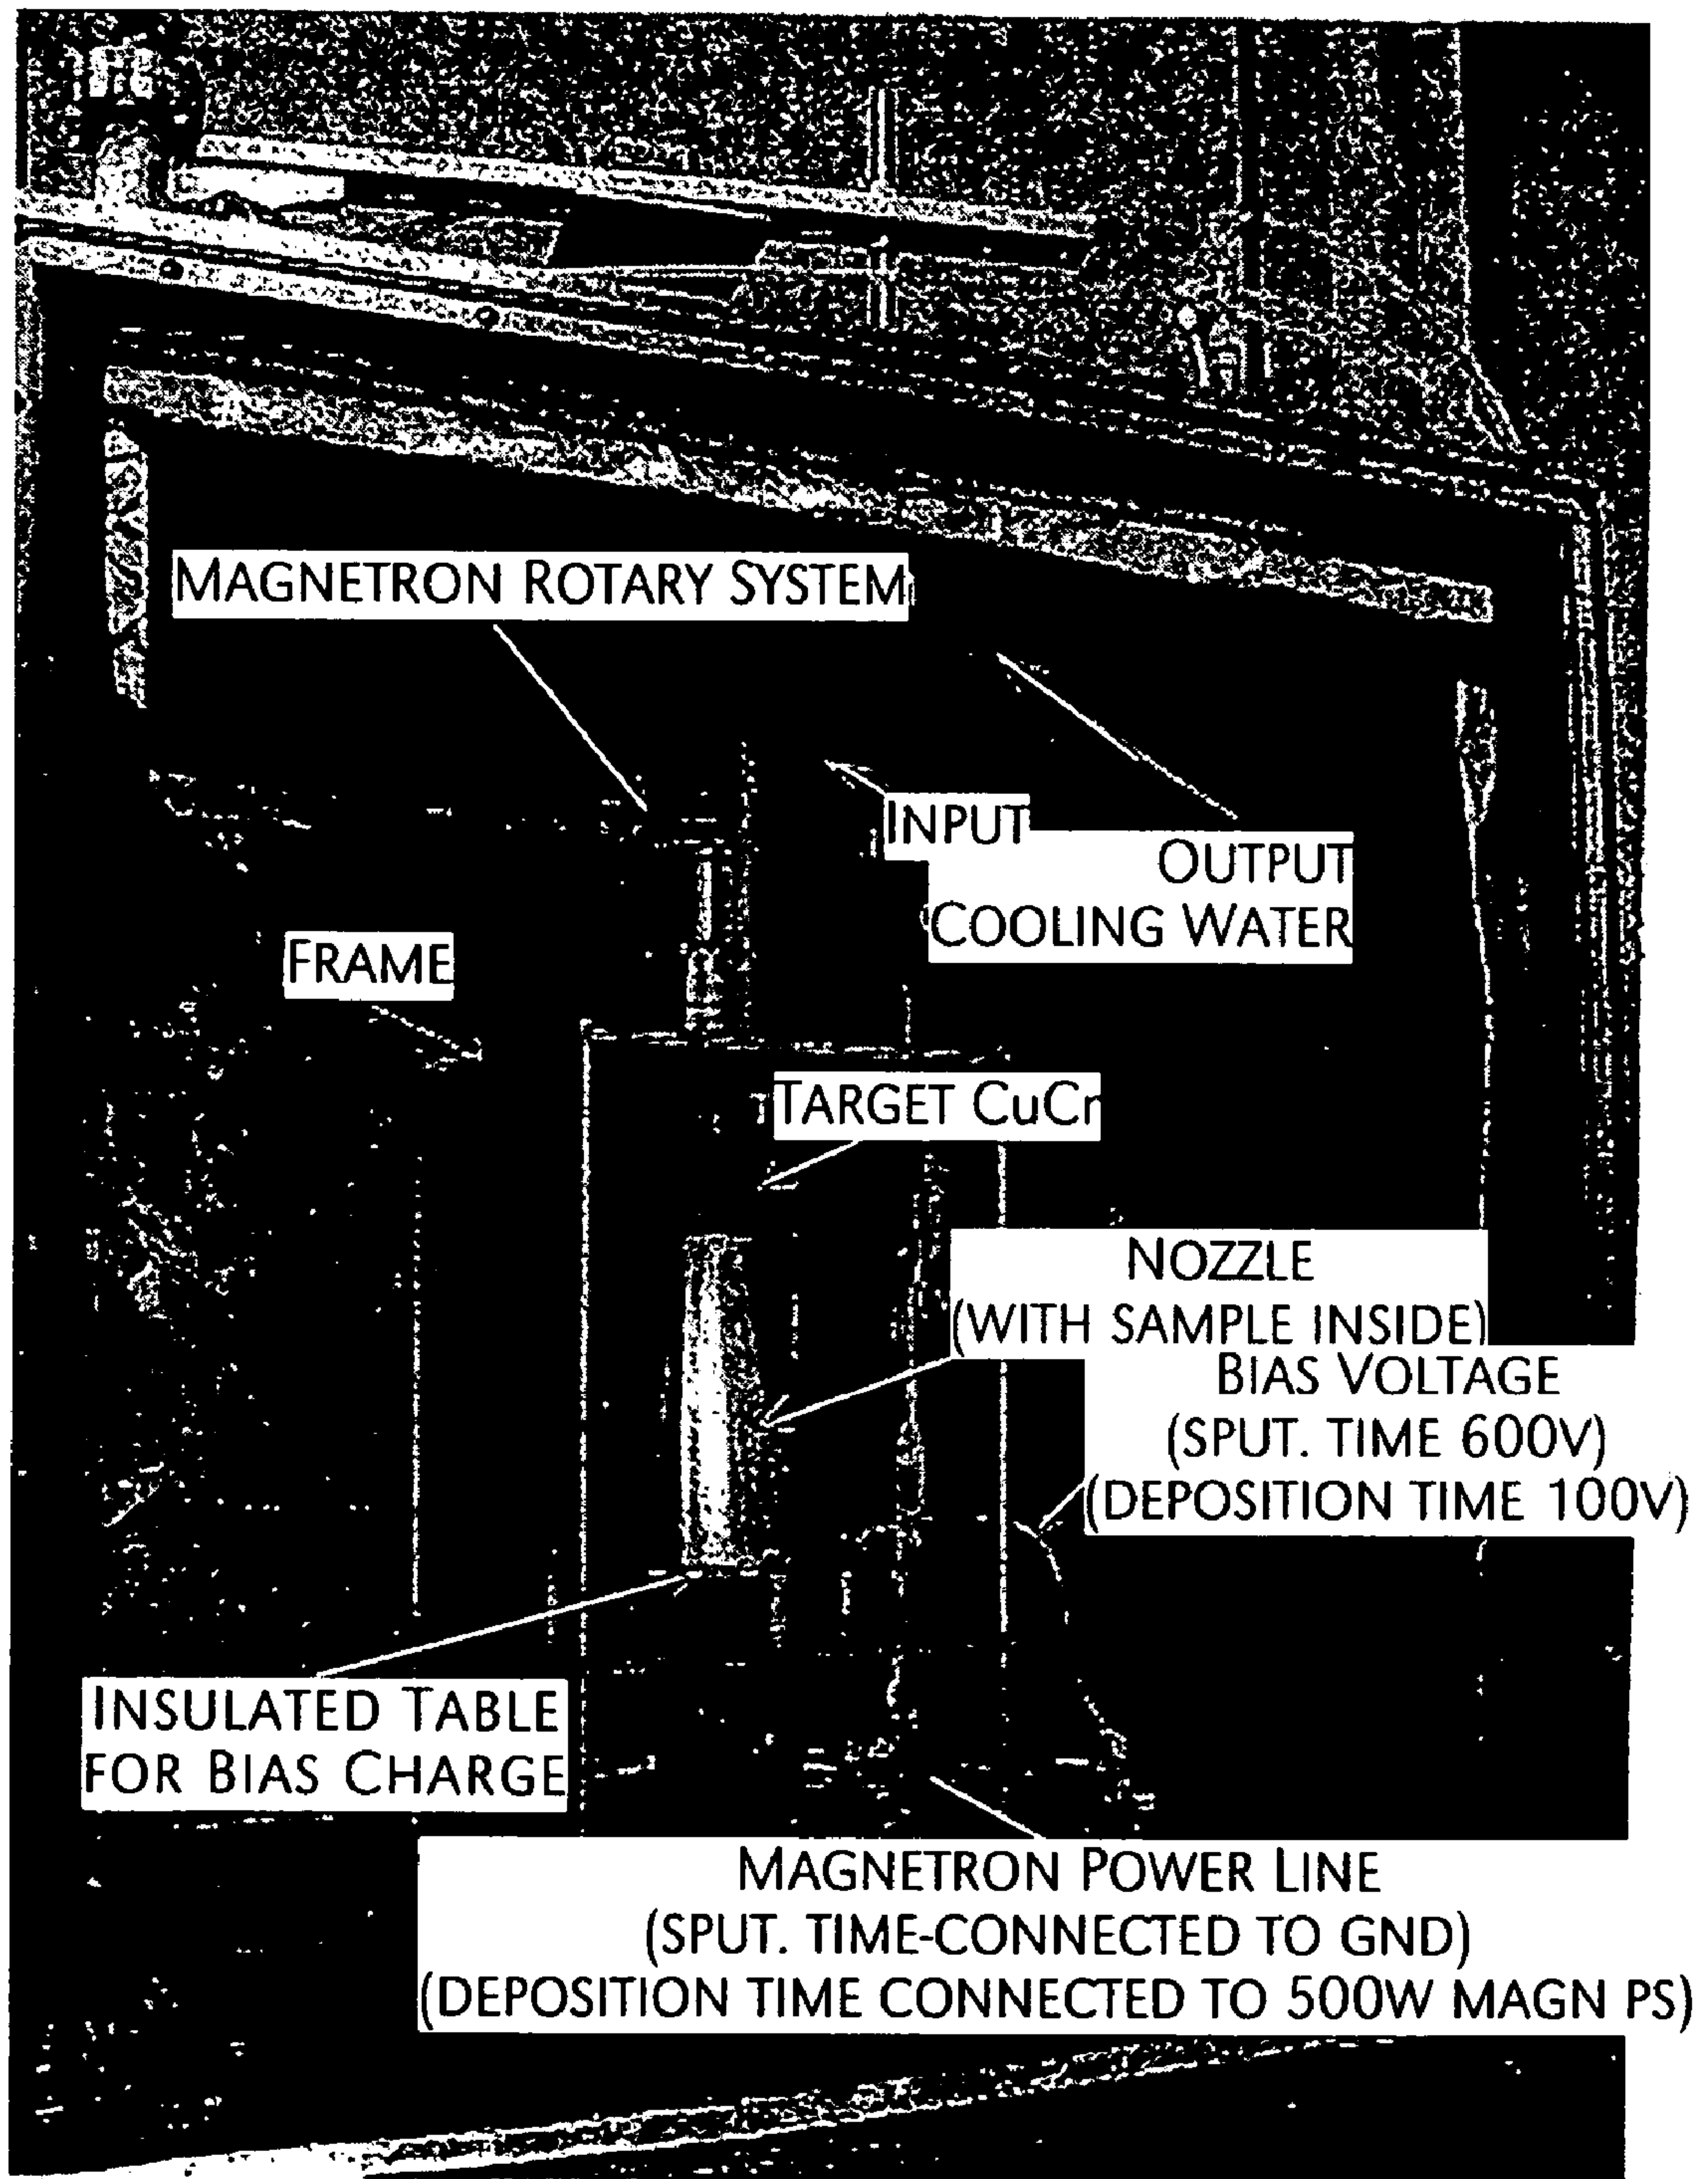 MAGNETRON ROTARY SYSTEM
INPUT
OUTPUT
COOLING WATER
FRAME
TARGET CuCr
NOZZLE
(WITH SAMPLE INSIDE)
BIAS VOLTAGE
(SPUT. TIME 600V)
(DEPOSITION TIME 100V)
INSULATED TABLE
FOR BIAS CHARGE
MAGNETRON POWER LINE
(SPUT. TIME-CONNECTED TO GND)
(DEPOSITION TIME CONNECTED TO 500W MAGN PS)